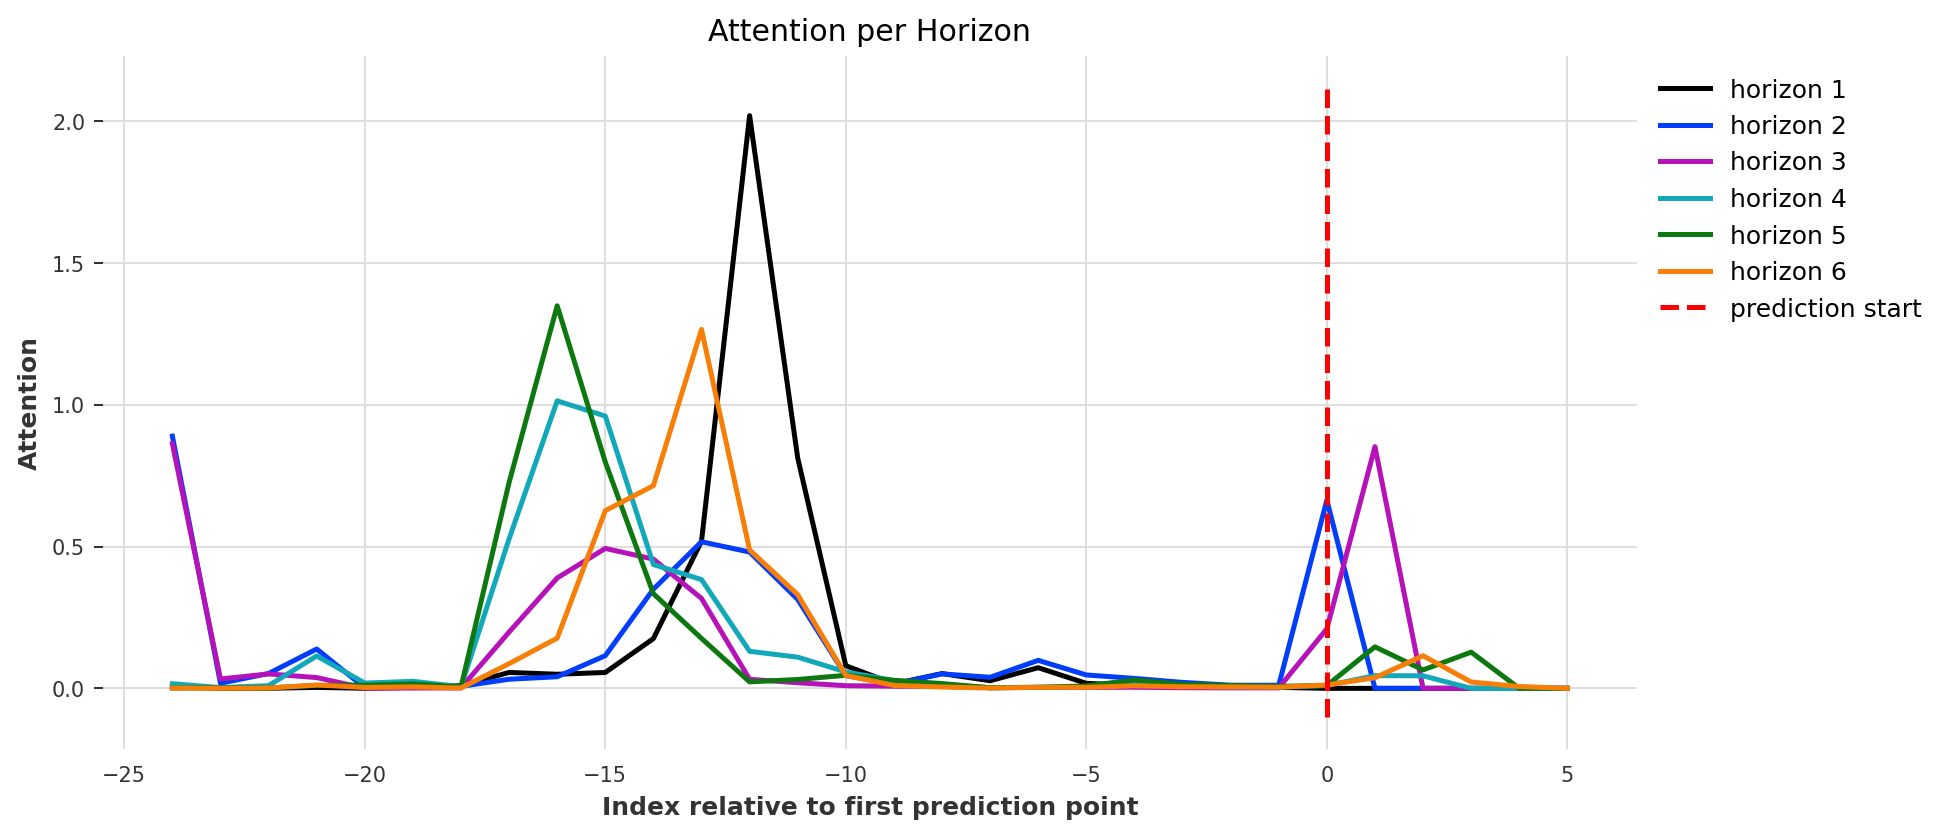 Attention per Horizon
horizon 1
horizon 2
horizon 3
horizon 4
horizon 5
horizon 6
prediction start
Attention
2.0
1.5
1.0
0.5
0.0
−25 −20 −15 −10 −5 0 5
Index relative to first prediction point